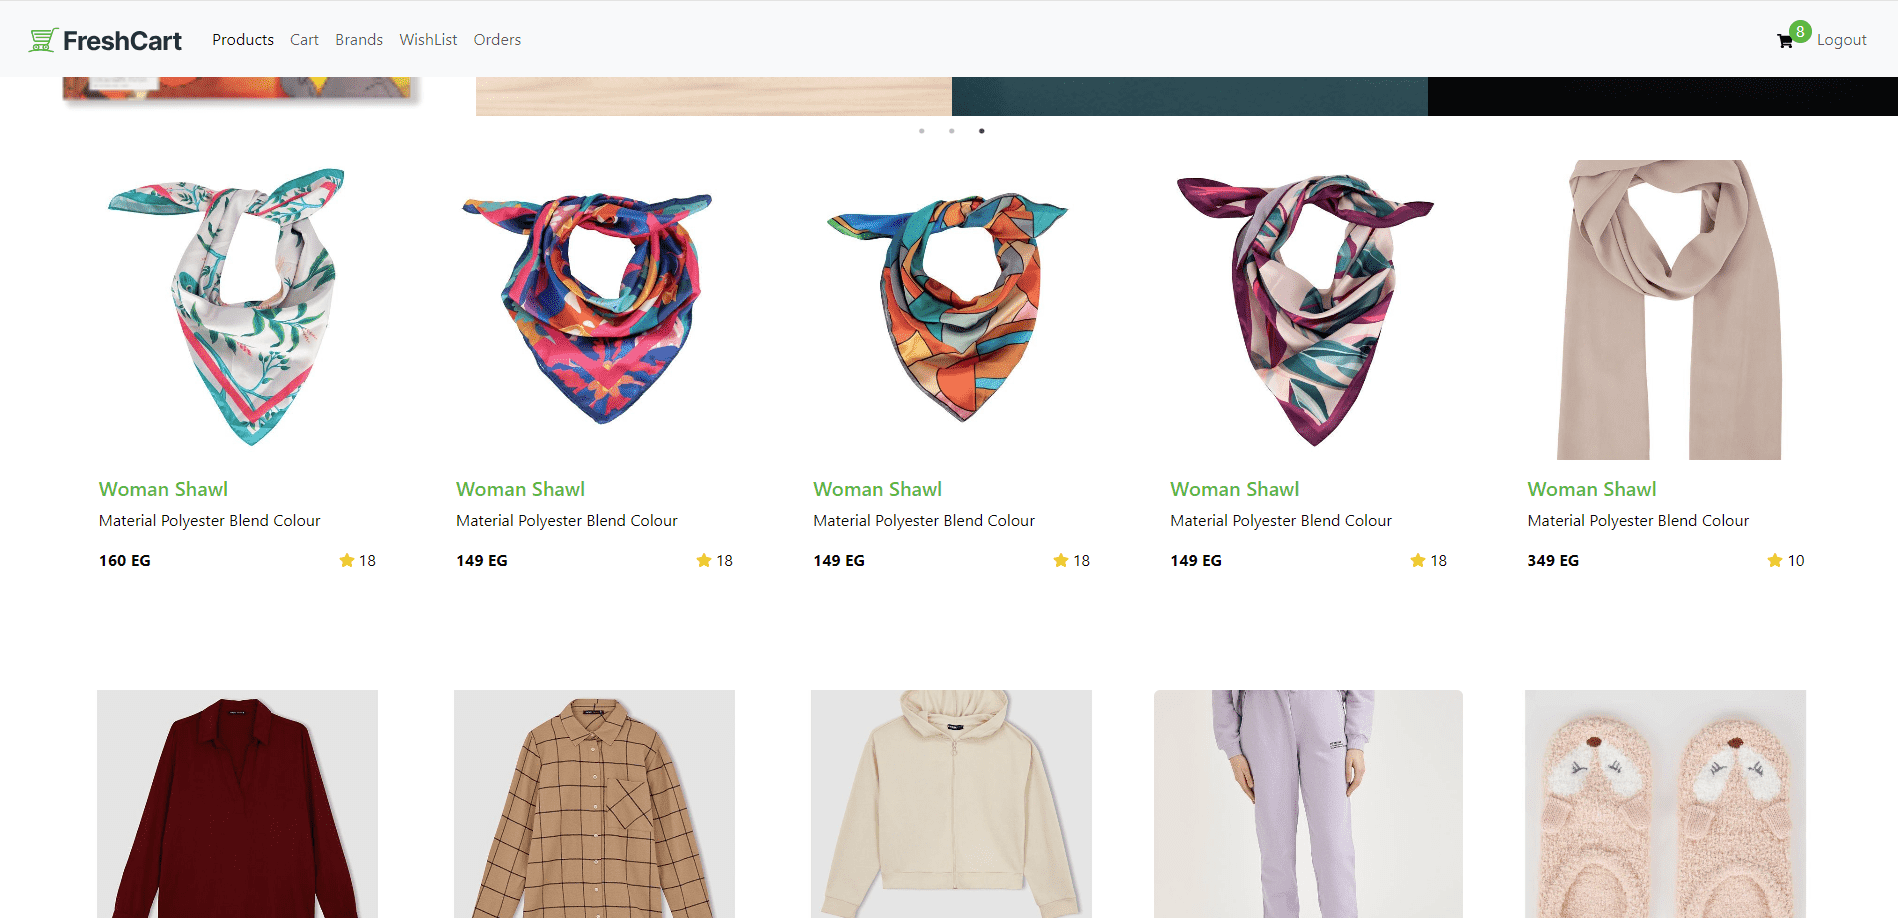 FreshCart Products Cart Brands WishList Orders 8 Logout
Woman Shawl Woman Shawl Woman Shawl Woman Shawl Woman Shawl
Material Polyester Blend Colour Material Polyester Blend Colour Material Polyester Blend Colour Material Polyester Blend Colour Material Polyester Blend Colour
160 EG 18 149 EG 18 149 EG 18 149 EG 18 349 EG 10